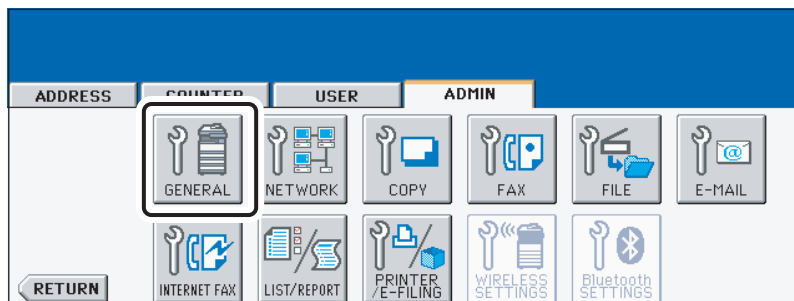 ADDRESS COUNTER USER ADMIN
GENERAL NETWORK COPY FAX FILE E-MAIL
INTERNET FAX LIST/REPORT PRINTER /E-FILING WIRELESS SETTINGS Bluetooth SETTINGS
RETURN